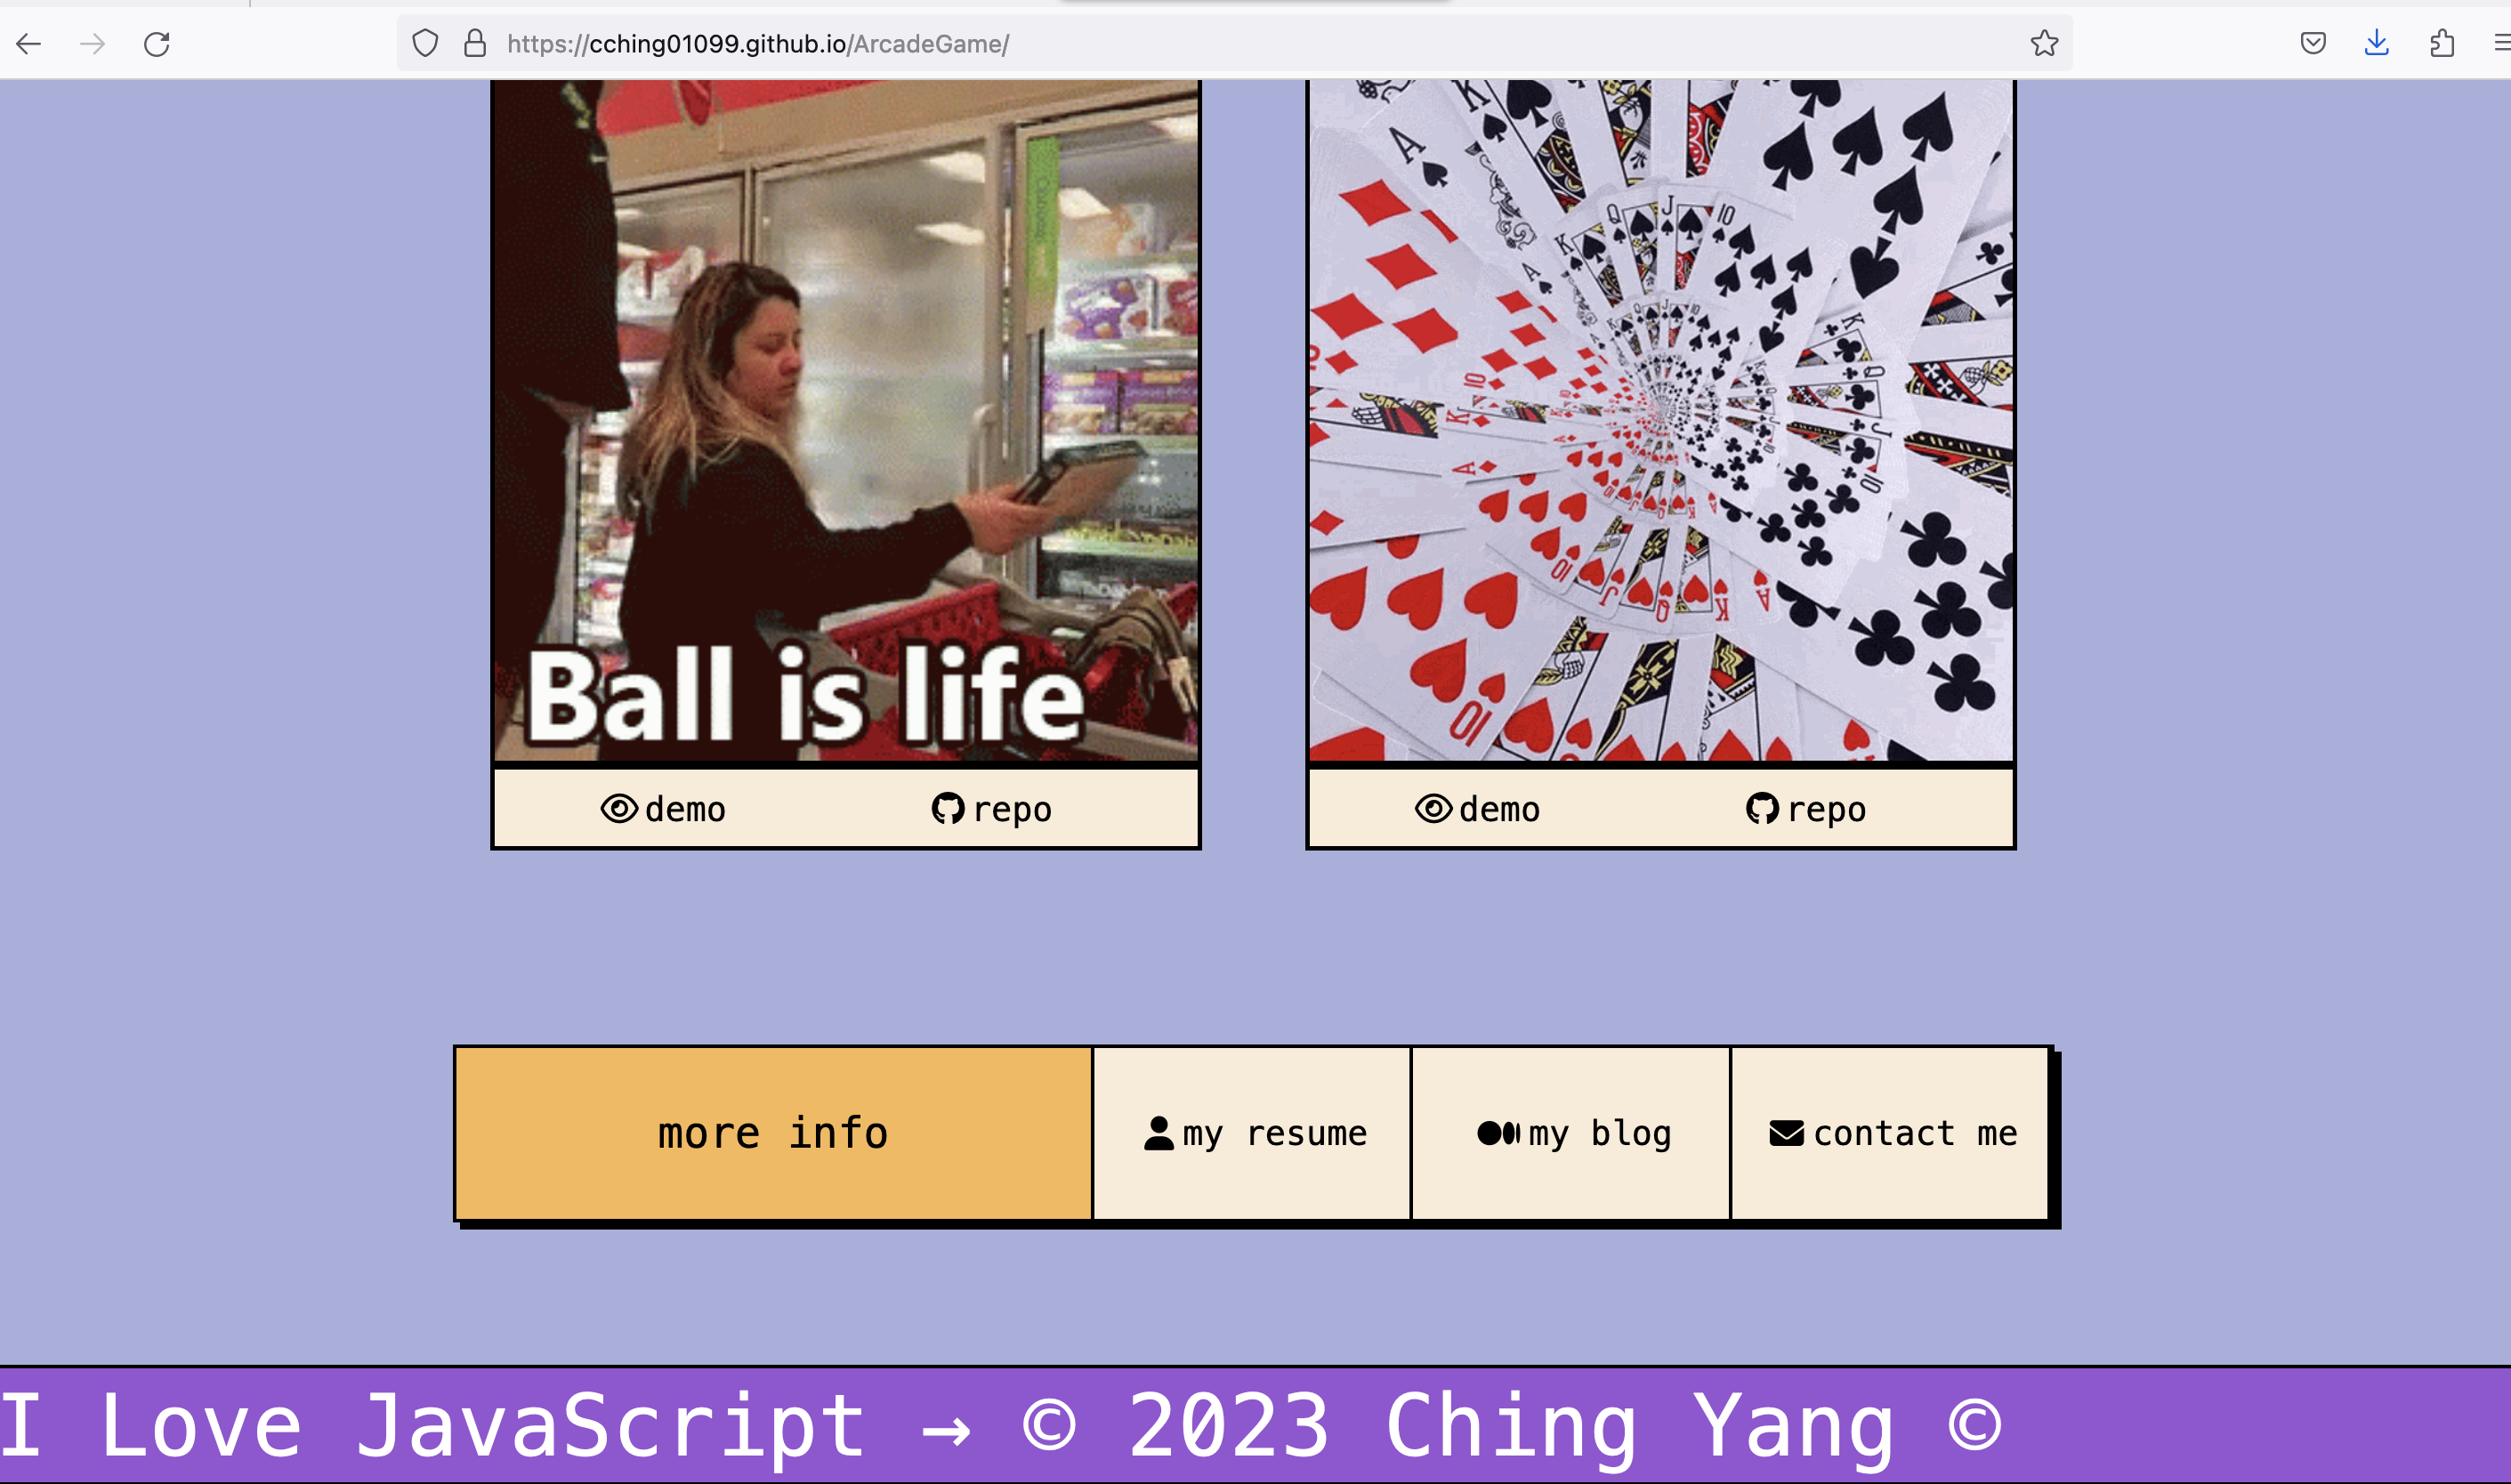 https://cching01099.github.io/ArcadeGame/
Ball is life
demo
repo
demo
repo
more info
my resume
my blog
contact me
I Love JavaScript → © 2023 Ching Yang ©